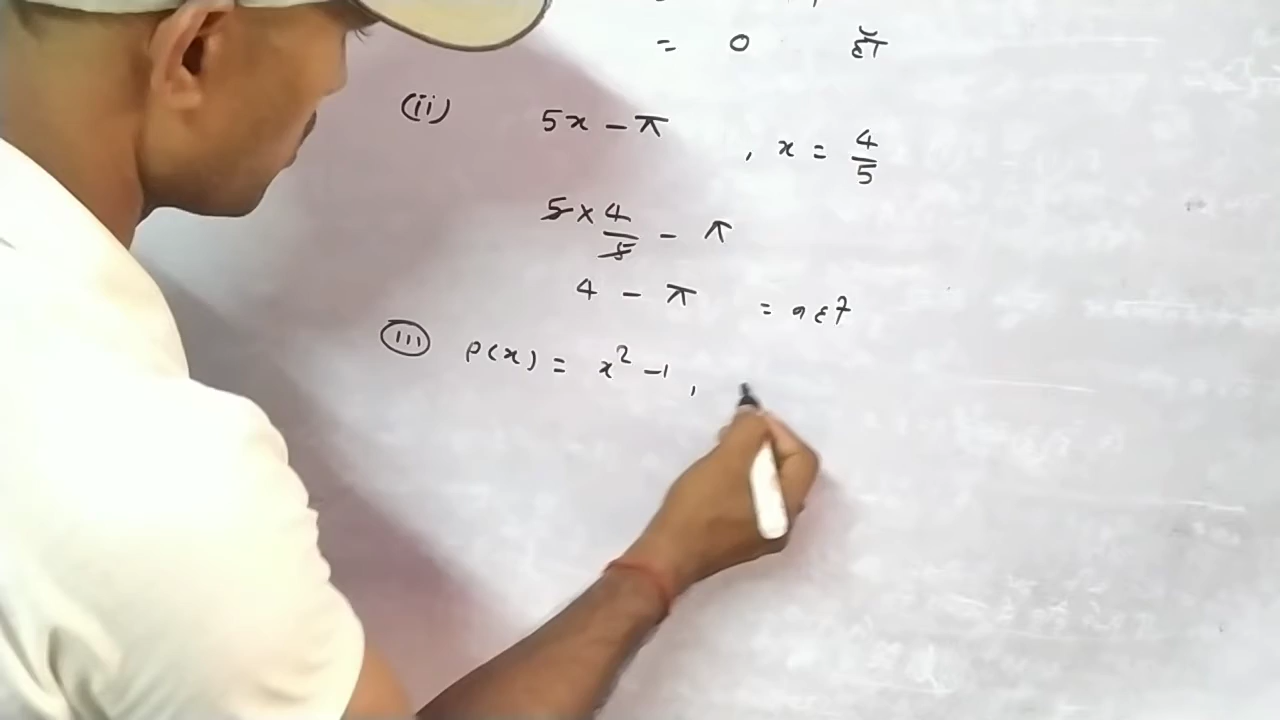 = 0 हाँ
(ii) 5x - π , x = 4/5
5 × 4/5 - π
4 - π = नहीं
(iii) p(x) = x² - 1 ,